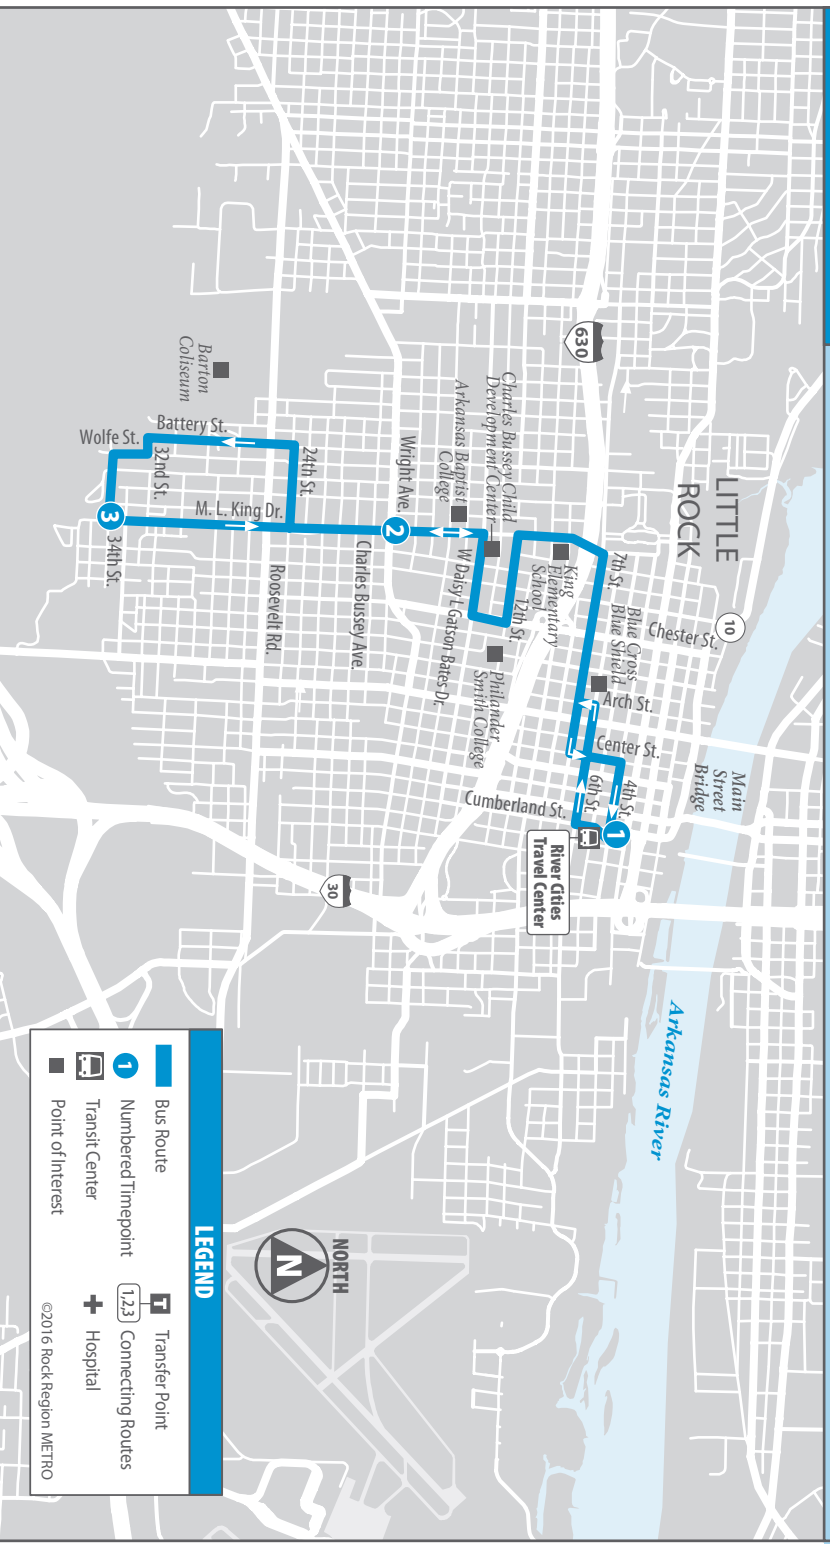 LITTLE
ROCK
10
Chester St.
Main
Street
Bridge
Arkansas River
630
7th St.
Blue Cross
Blue Shield
Arch St.
Center St.
4th St.
6th St.
1
Cumberland St.
River Cities
Travel Center
King
Elementary
School
12th St.
Charles Bussey Child
Development Center
Arkansas Baptist
College
Philander
Smith College
W Daisy L Gatson Bates Dr.
Wright Ave.
2
Charles Bussey Ave.
30
24th St.
Roosevelt Rd.
M. L. King Dr.
Barton
Coliseum
Battery St.
32nd St.
Wolfe St.
3
34th St.
NORTH
N
LEGEND
Bus Route
1 Numbered Timepoint
Transit Center
Point of Interest
T Transfer Point
1,2,3 Connecting Routes
Hospital
©2016 Rock Region METRO